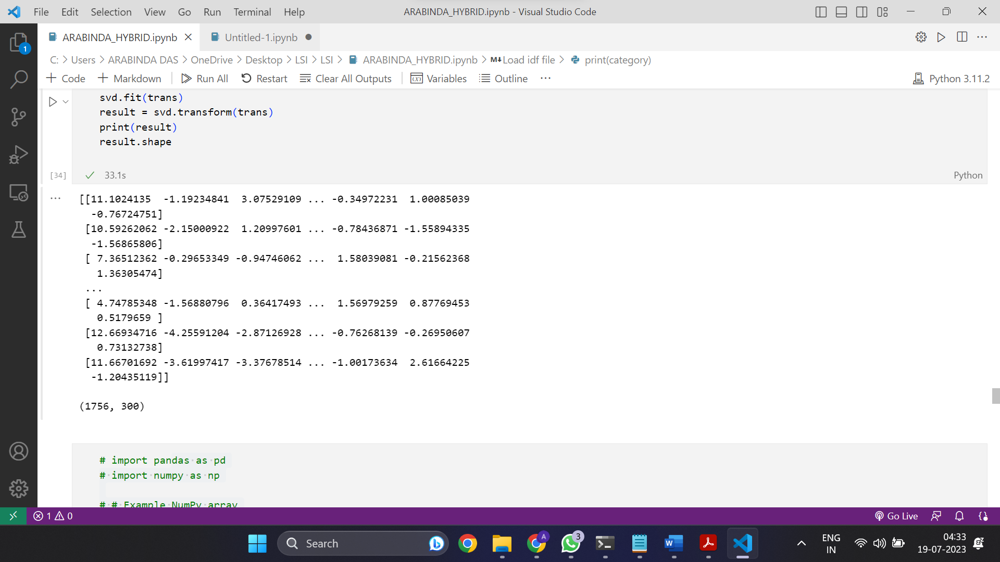 File Edit Selection View Go Run Terminal Help ARABINDA_HYBRID.ipynb - Visual Studio Code
ARABINDA_HYBRID.ipynb Untitled-1.ipynb
C: > Users > ARABINDA DAS > OneDrive > Desktop > LSI > LSI > ARABINDA_HYBRID.ipynb > M↓Load idf file > print(category)
+ Code + Markdown Run All Restart Clear All Outputs Variables Outline ... Python 3.11.2
svd.fit(trans)
result = svd.transform(trans)
print(result)
result.shape
[34] 33.1s Python
[[11.1024135 -1.19234841 3.07529109 ... -0.34972231 1.00085039
-0.76724751]
[10.59262062 -2.15000922 1.20997601 ... -0.78436871 -1.55894335
-1.56865806]
[ 7.36512362 -0.29653349 -0.94746062 ... 1.58039081 -0.21562368
1.36305474]
...
[ 4.74785348 -1.56880796 0.36417493 ... 1.56979259 0.87769453
0.5179659 ]
[12.66934716 -4.25591204 -2.87126928 ... -0.76268139 -0.26950607
0.73132738]
[11.66701692 -3.61997417 -3.37678514 ... -1.00173634 2.61664225
-1.20435119]]
(1756, 300)
# import pandas as pd
# import numpy as np
# # Example NumPy array
1 0 Go Live
Search
A
3
ENG
IN
04:33
19-07-2023
1